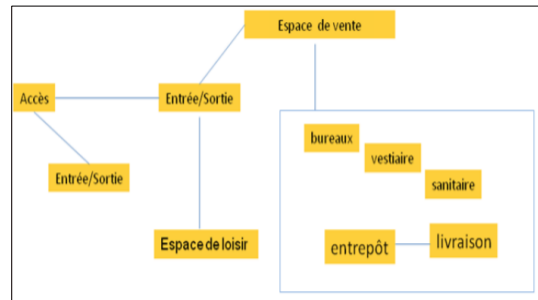 Espace de vente
Accès
Entrée/Sortie
Entrée/Sortie
Espace de loisir
bureaux
vestiaire
sanitaire
entrepôt
livraison